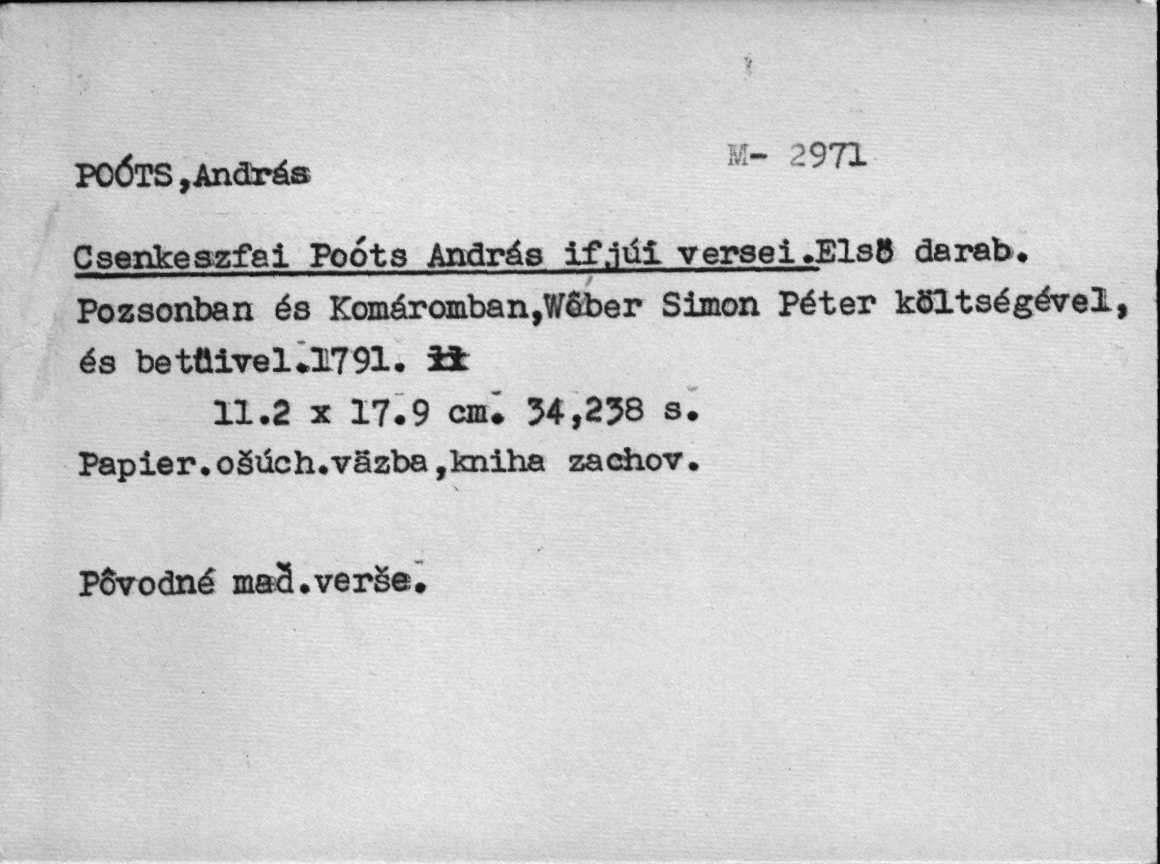 M- 2971
POÓTS,András
Csenkeszfai Poóts András ifjúi versei.Első darab.
Pozsonban és Komáromban,Wéber Simon Péter költségével,
és betűivel.1791.
11.2 x 17.9 cm. 34,238 s.
Papier.ošúch.väzba,kniha zachov.
Pôvodné maď.verše.